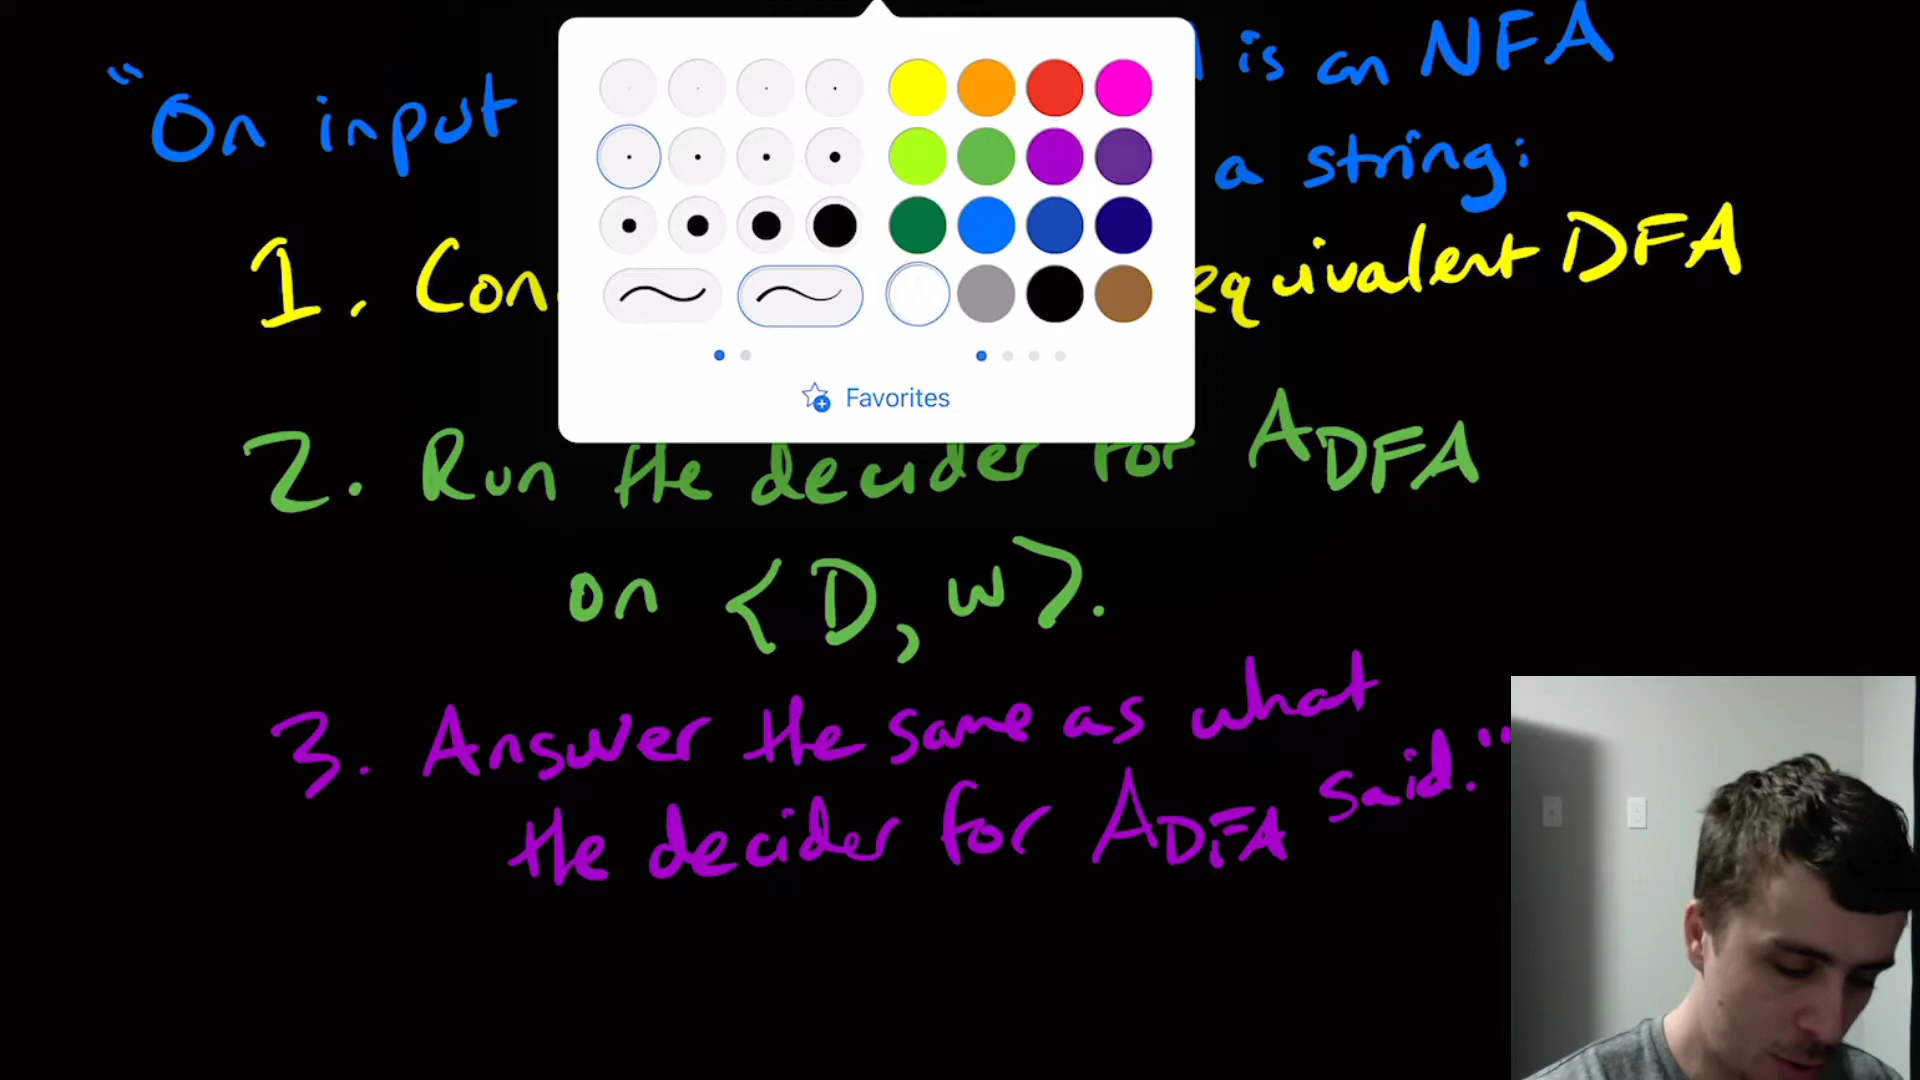 "On input is an NFA
a string:
1. Con equivalent DFA
Favorites
2. Run the decider for ADFA
on <D, w>.
3. Answer the same as what
the decider for ADFA said."